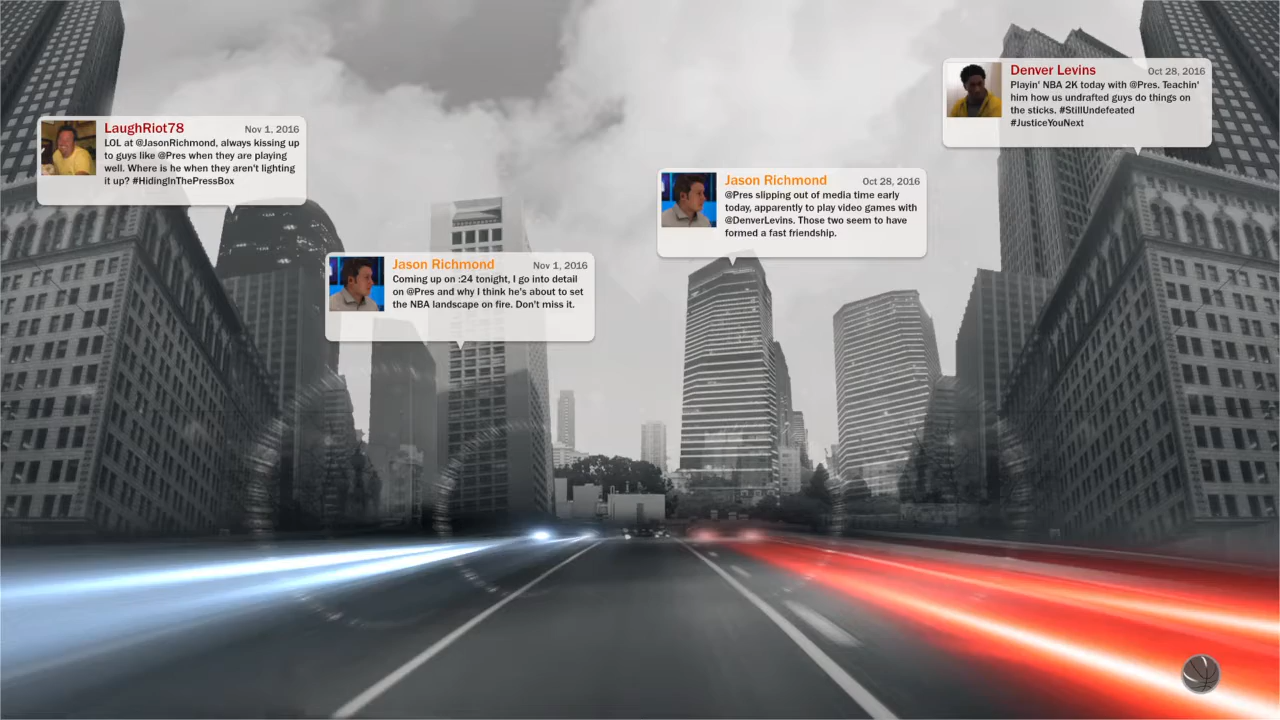 LaughRiot78 Nov 1, 2016
LOL at @JasonRichmond, always kissing up
to guys like @Pres when they are playing
well. Where is he when they aren't lighting
it up? #HidingInThePressBox
Jason Richmond Nov 1, 2016
Coming up on :24 tonight, I go into detail
on @Pres and why I think he's about to set
the NBA landscape on fire. Don't miss it.
Jason Richmond Oct 28, 2016
@Pres slipping out of media time early
today, apparently to play video games with
@DenverLevins. Those two seem to have
formed a fast friendship.
Denver Levins Oct 28, 2016
Playin' NBA 2K today with @Pres. Teachin'
him how us undrafted guys do things on
the sticks. #StillUndefeated
#JusticeYouNext